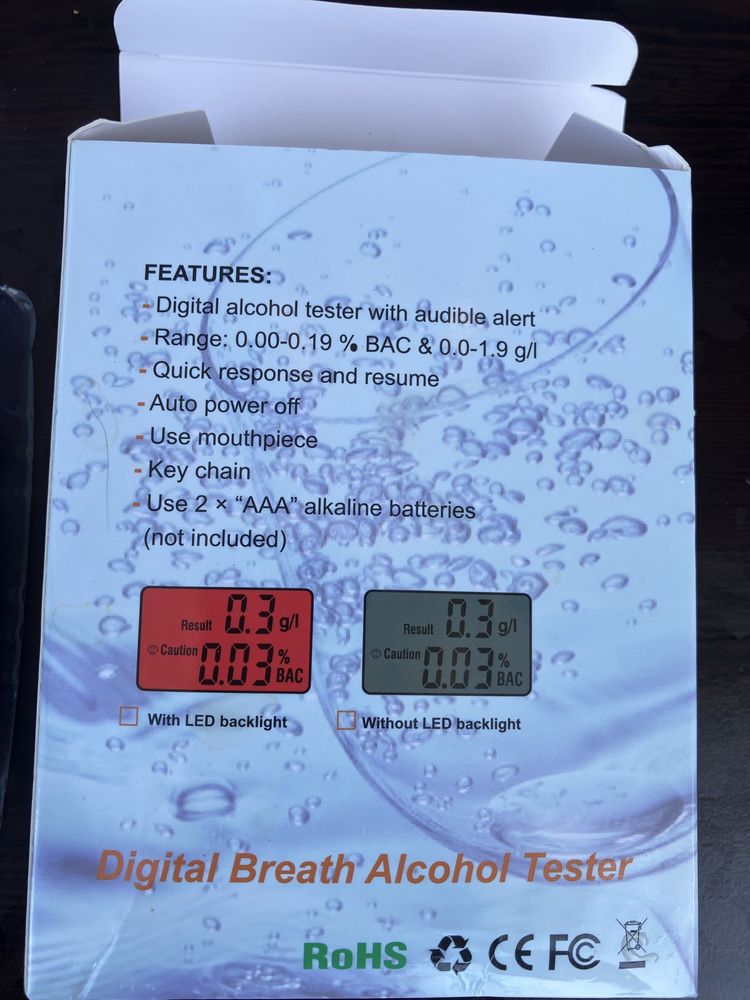 FEATURES:
- Digital alcohol tester with audible alert
- Range: 0.00-0.19 % BAC & 0.0-1.9 g/l
- Quick response and resume
- Auto power off
- Use mouthpiece
- Key chain
- Use 2 × “AAA” alkaline batteries
(not included)
Result 0.3 g/l
Caution 0.03 % BAC
Result 0.3 g/l
Caution 0.03 % BAC
With LED backlight
Without LED backlight
Digital Breath Alcohol Tester
RoHS CE FC